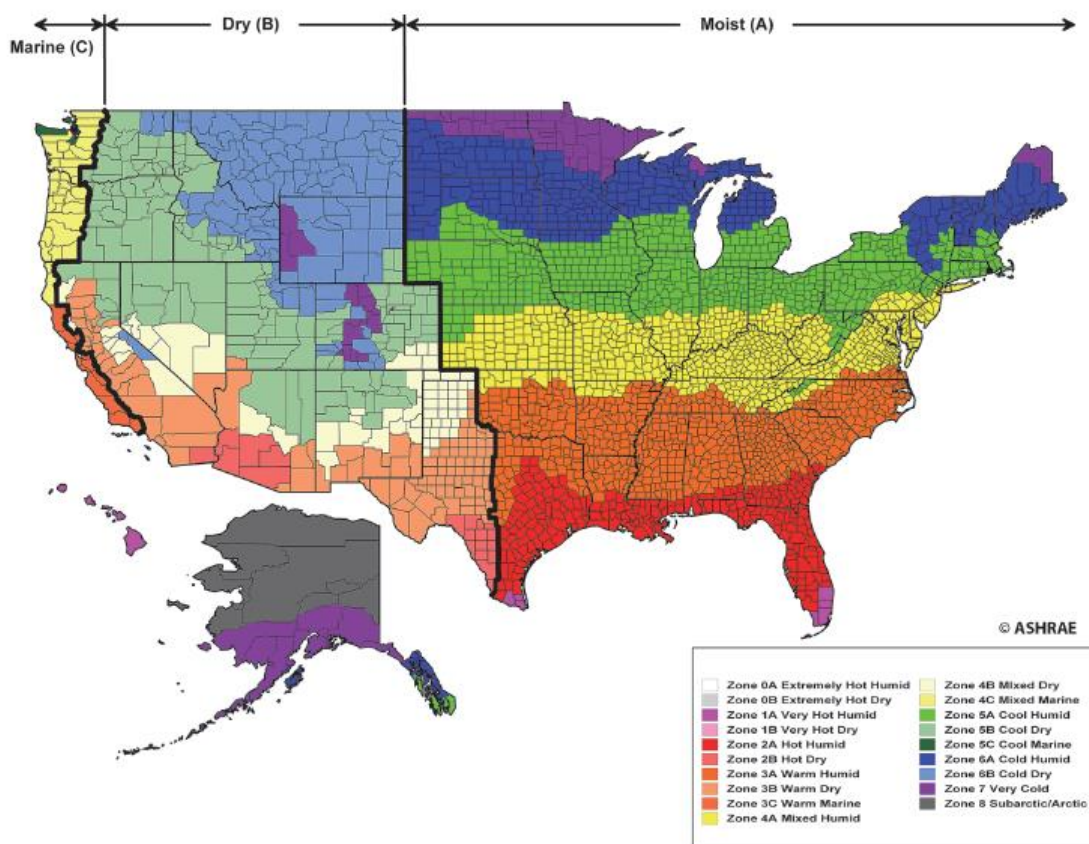 Dry (B)
Moist (A)
Marine (C)
© ASHRAE
Zone 0A Extremely Hot Humid
Zone 0B Extremely Hot Dry
Zone 1A Very Hot Humid
Zone 1B Very Hot Dry
Zone 2A Hot Humid
Zone 2B Hot Dry
Zone 3A Warm Humid
Zone 3B Warm Dry
Zone 3C Warm Marine
Zone 4A Mixed Humid
Zone 4B Mixed Dry
Zone 4C Mixed Marine
Zone 5A Cool Humid
Zone 5B Cool Dry
Zone 5C Cool Marine
Zone 6A Cold Humid
Zone 6B Cold Dry
Zone 7 Very Cold
Zone 8 Subarctic/Arctic